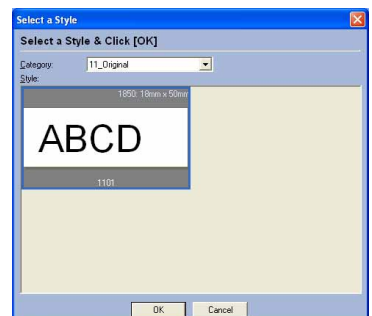 Select a Style
Select a Style & Click [OK]
Category: 11_Original
Style:
1850: 18mm x 50mm
ABCD
1101
OK Cancel